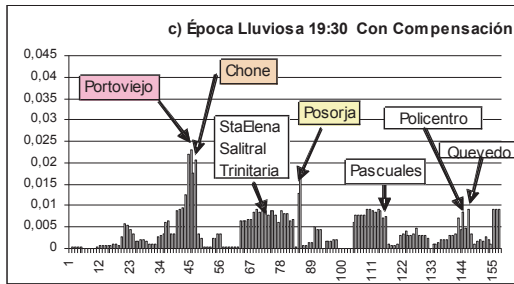 c) Época Lluviosa 19:30 Con Compensación
0,045
0,04
0,035
0,03
0,025
0,02
0,015
0,01
0,005
0
Portoviejo
Chone
StaElena
Salitral
Trinitaria
Posorja
Pascuales
Policentro
Quevedo
1 12 23 34 45 56 67 78 89 100 111 122 133 144 155